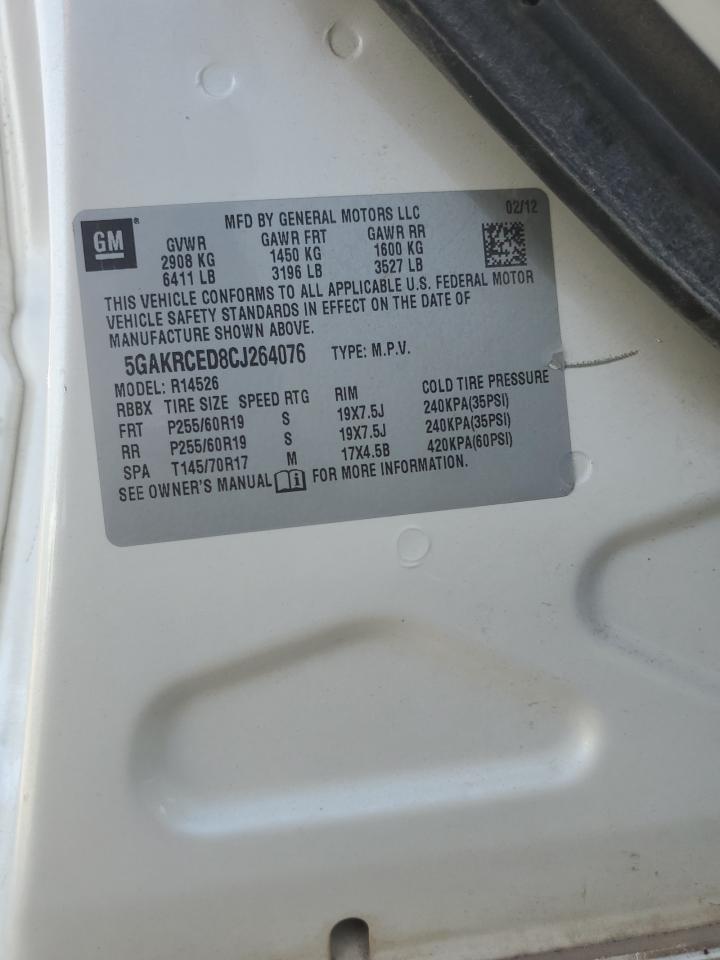 GM ® MFD BY GENERAL MOTORS LLC 02/12
GVWR GAWR FRT GAWR RR
2908 KG 1450 KG 1600 KG
6411 LB 3196 LB 3527 LB
THIS VEHICLE CONFORMS TO ALL APPLICABLE U.S. FEDERAL MOTOR
VEHICLE SAFETY STANDARDS IN EFFECT ON THE DATE OF
MANUFACTURE SHOWN ABOVE.
5GAKRCED8CJ264076 TYPE: M.P.V.
MODEL: R14526
RBBX TIRE SIZE SPEED RTG RIM COLD TIRE PRESSURE
FRT P255/60R19 S 19X7.5J 240KPA(35PSI)
RR P255/60R19 S 19X7.5J 240KPA(35PSI)
SPA T145/70R17 M 17X4.5B 420KPA(60PSI)
SEE OWNER'S MANUAL FOR MORE INFORMATION.